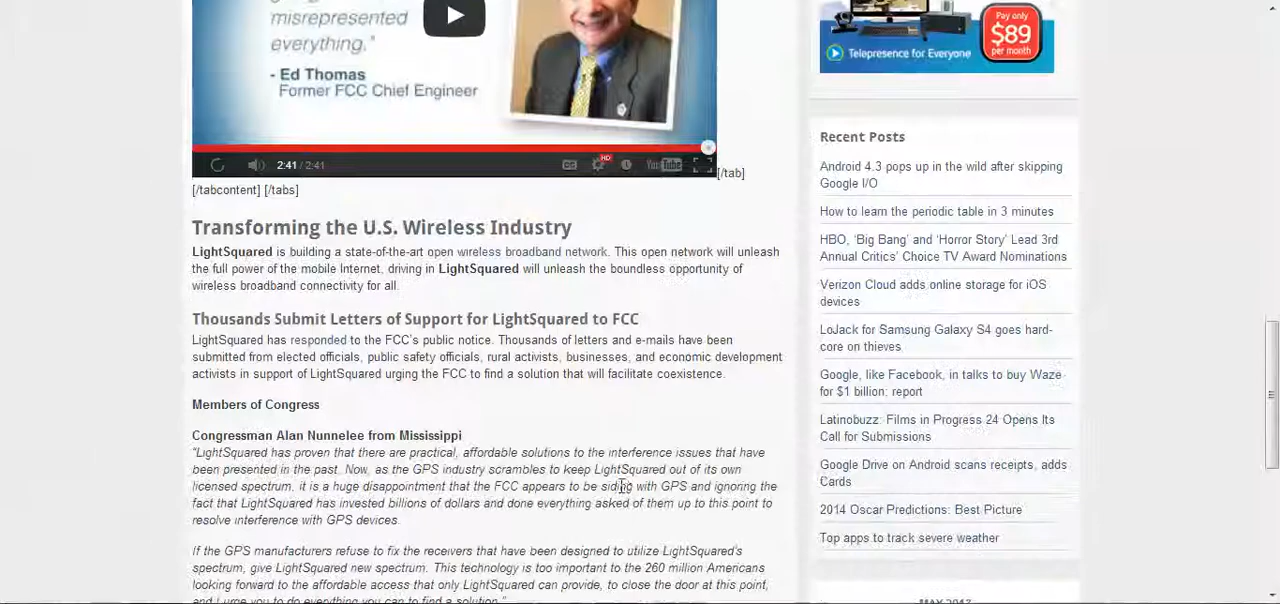 misrepresented
everything."
- Ed Thomas
Former FCC Chief Engineer
2:41 / 2:41
CC
HD
YouTube
[/tab]
[/tabcontent] [/tabs]
Transforming the U.S. Wireless Industry
LightSquared is building a state-of-the-art open wireless broadband network. This open network will unleash
the full power of the mobile Internet, driving in LightSquared will unleash the boundless opportunity of
wireless broadband connectivity for all.
Thousands Submit Letters of Support for LightSquared to FCC
LightSquared has responded to the FCC's public notice. Thousands of letters and e-mails have been
submitted from elected officials, public safety officials, rural activists, businesses, and economic development
activists in support of LightSquared urging the FCC to find a solution that will facilitate coexistence.
Members of Congress
Congressman Alan Nunnelee from Mississippi
"LightSquared has proven that there are practical, affordable solutions to the interference issues that have
been presented in the past. Now, as the GPS industry scrambles to keep LightSquared out of its own
licensed spectrum, it is a huge disappointment that the FCC appears to be siding with GPS and ignoring the
fact that LightSquared has invested billions of dollars and done everything asked of them up to this point to
resolve interference with GPS devices.
If the GPS manufacturers refuse to fix the receivers that have been designed to utilize LightSquared's
spectrum, give LightSquared new spectrum. This technology is too important to the 260 million Americans
looking forward to the affordable access that only LightSquared can provide, to close the door at this point,
and I urge you to do everything you can to find a solution."
Pay only
$89
per month
Telepresence for Everyone
Recent Posts
Android 4.3 pops up in the wild after skipping
Google I/O
How to learn the periodic table in 3 minutes
HBO, 'Big Bang' and 'Horror Story' Lead 3rd
Annual Critics' Choice TV Award Nominations
Verizon Cloud adds online storage for iOS
devices
LoJack for Samsung Galaxy S4 goes hard-
core on thieves
Google, like Facebook, in talks to buy Waze
for $1 billion: report
Latinobuzz: Films in Progress 24 Opens Its
Call for Submissions
Google Drive on Android scans receipts, adds
Cards
2014 Oscar Predictions: Best Picture
Top apps to track severe weather
MAY 2013